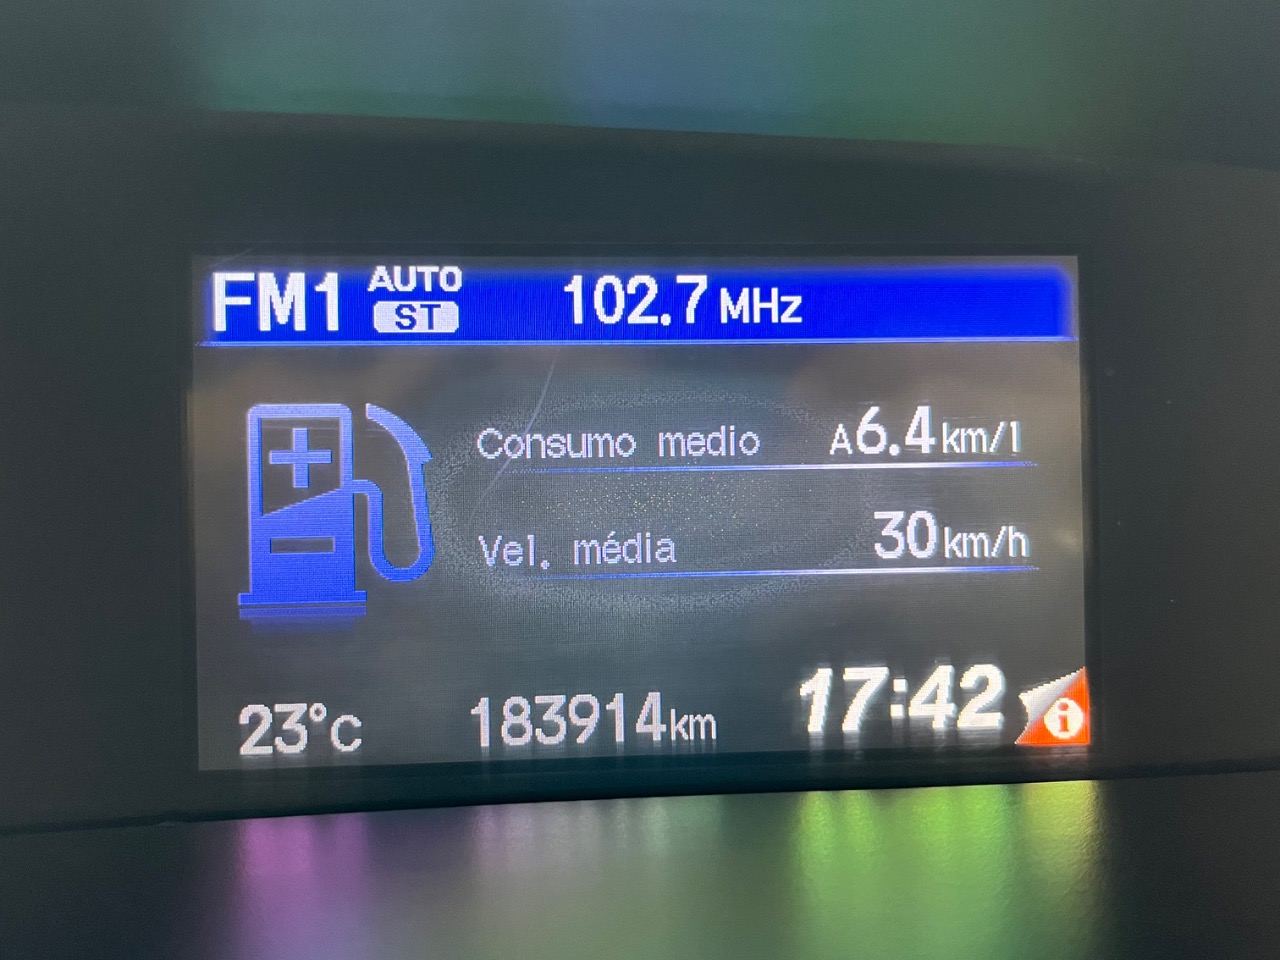 FM1 AUTO ST 102.7 MHz
Consumo medio A6.4 km/l
Vel. média 30 km/h
23°C 183914 km 17:42 i